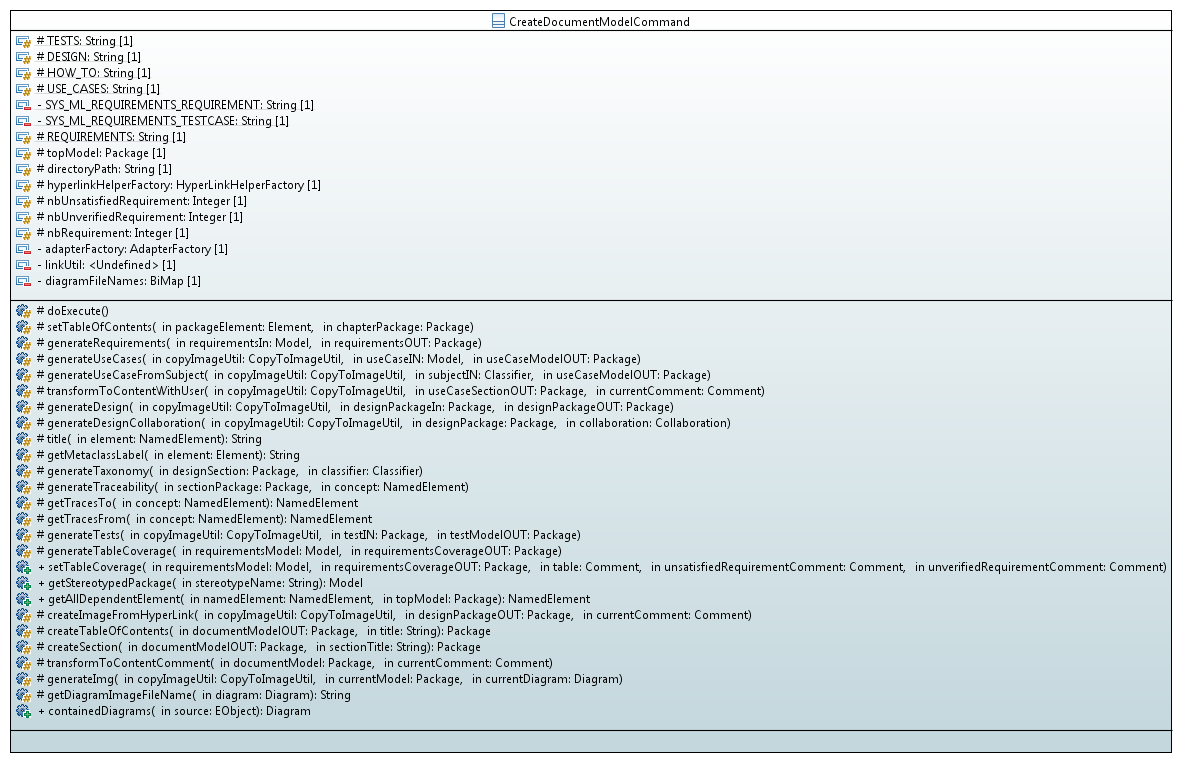 CreateDocumentModelCommand
# TESTS: String [1]
# DESIGN: String [1]
# HOW_TO: String [1]
# USE_CASES: String [1]
- SYS_ML_REQUIREMENTS_REQUIREMENT: String [1]
- SYS_ML_REQUIREMENTS_TESTCASE: String [1]
# REQUIREMENTS: String [1]
# topModel: Package [1]
# directoryPath: String [1]
# hyperlinkHelperFactory: HyperLinkHelperFactory [1]
# nbUnsatisfiedRequirement: Integer [1]
# nbUnverifiedRequirement: Integer [1]
# nbRequirement: Integer [1]
- adapterFactory: AdapterFactory [1]
- linkUtil: <Undefined> [1]
- diagramFileNames: BiMap [1]
# doExecute()
# setTableOfContents( in packageElement: Element, in chapterPackage: Package)
# generateRequirements( in requirementsIn: Model, in requirementsOUT: Package)
# generateUseCases( in copyImageUtil: CopyToImageUtil, in useCaseIN: Model, in useCaseModelOUT: Package)
# generateUseCaseFromSubject( in copyImageUtil: CopyToImageUtil, in subjectIN: Classifier, in useCaseModelOUT: Package)
# transformToContentWithUser( in copyImageUtil: CopyToImageUtil, in useCaseSectionOUT: Package, in currentComment: Comment)
# generateDesign( in copyImageUtil: CopyToImageUtil, in designPackageIn: Package, in designPackageOUT: Package)
# generateDesignCollaboration( in copyImageUtil: CopyToImageUtil, in designPackage: Package, in collaboration: Collaboration)
# title( in element: NamedElement): String
# getMetaclassLabel( in element: Element): String
# generateTaxonomy( in designSection: Package, in classifier: Classifier)
# generateTraceability( in sectionPackage: Package, in concept: NamedElement)
# getTracesTo( in concept: NamedElement): NamedElement
# getTracesFrom( in concept: NamedElement): NamedElement
# generateTests( in copyImageUtil: CopyToImageUtil, in testIN: Package, in testModelOUT: Package)
# generateTableCoverage( in requirementsModel: Model, in requirementsCoverageOUT: Package)
+ setTableCoverage( in requirementsModel: Model, in requirementsCoverageOUT: Package, in table: Comment, in unsatisfiedRequirementComment: Comment, in unverifiedRequirementComment: Comment)
+ getStereotypedPackage( in stereotypeName: String): Model
+ getAllDependentElement( in namedElement: NamedElement, in topModel: Package): NamedElement
# createImageFromHyperLink( in copyImageUtil: CopyToImageUtil, in designPackageOUT: Package, in currentComment: Comment)
# createTableOfContents( in documentModelOUT: Package, in title: String): Package
# createSection( in documentModelOUT: Package, in sectionTitle: String): Package
# transformToContentComment( in documentModel: Package, in currentComment: Comment)
# generateImg( in copyImageUtil: CopyToImageUtil, in currentModel: Package, in currentDiagram: Diagram)
# getDiagramImageFileName( in diagram: Diagram): String
+ containedDiagrams( in source: EObject): Diagram